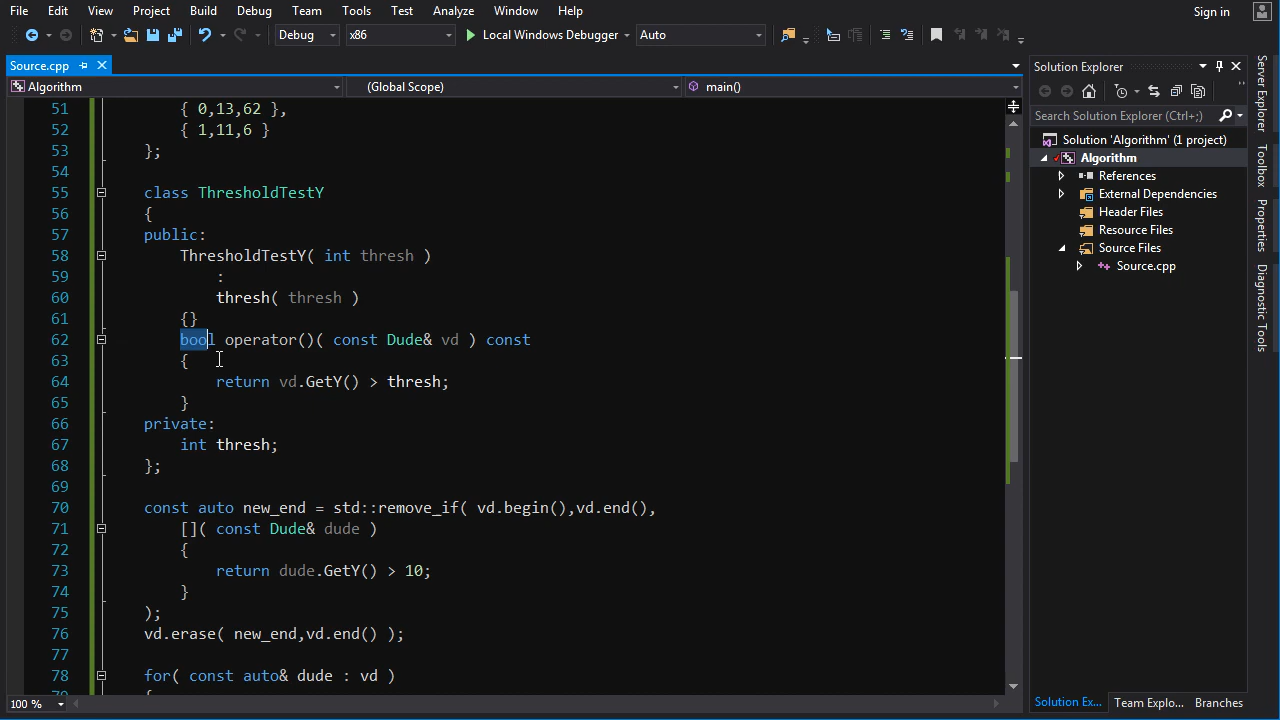 File Edit View Project Build Debug Team Tools Test Analyze Window Help Sign in
Debug x86 Local Windows Debugger Auto
Source.cpp
Algorithm (Global Scope) main()
51 { 0,13,62 },
52 { 1,11,6 }
53 };
54
55 class ThresholdTestY
56 {
57 public:
58 ThresholdTestY( int thresh )
59 :
60 thresh( thresh )
61 {}
62 bool operator()( const Dude& vd ) const
63 {
64 return vd.GetY() > thresh;
65 }
66 private:
67 int thresh;
68 };
69
70 const auto new_end = std::remove_if( vd.begin(),vd.end(),
71 []( const Dude& dude )
72 {
73 return dude.GetY() > 10;
74 }
75 );
76 vd.erase( new_end,vd.end() );
77
78 for( const auto& dude : vd )
79 {
100 %
Solution Explorer
Search Solution Explorer (Ctrl+;)
Solution 'Algorithm' (1 project)
Algorithm
References
External Dependencies
Header Files
Resource Files
Source Files
Source.cpp
Solution Ex... Team Explo... Branches
Server Explorer
Toolbox
Properties
Diagnostic Tools